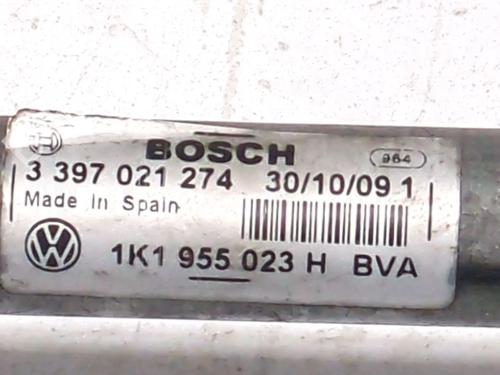 BOSCH 964
3 397 021 274 30/10/09 1
Made in Spain
1K1 955 023 H BVA